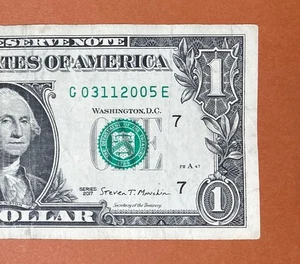 ESERVE NOTE
TES OF AMERICA
1
G 03112005 E
WASHINGTON, D.C.
7
ONE
SERIES
2017
Steven T. Mnuchin
7
Secretary of the Treasury.
1
OLLAR